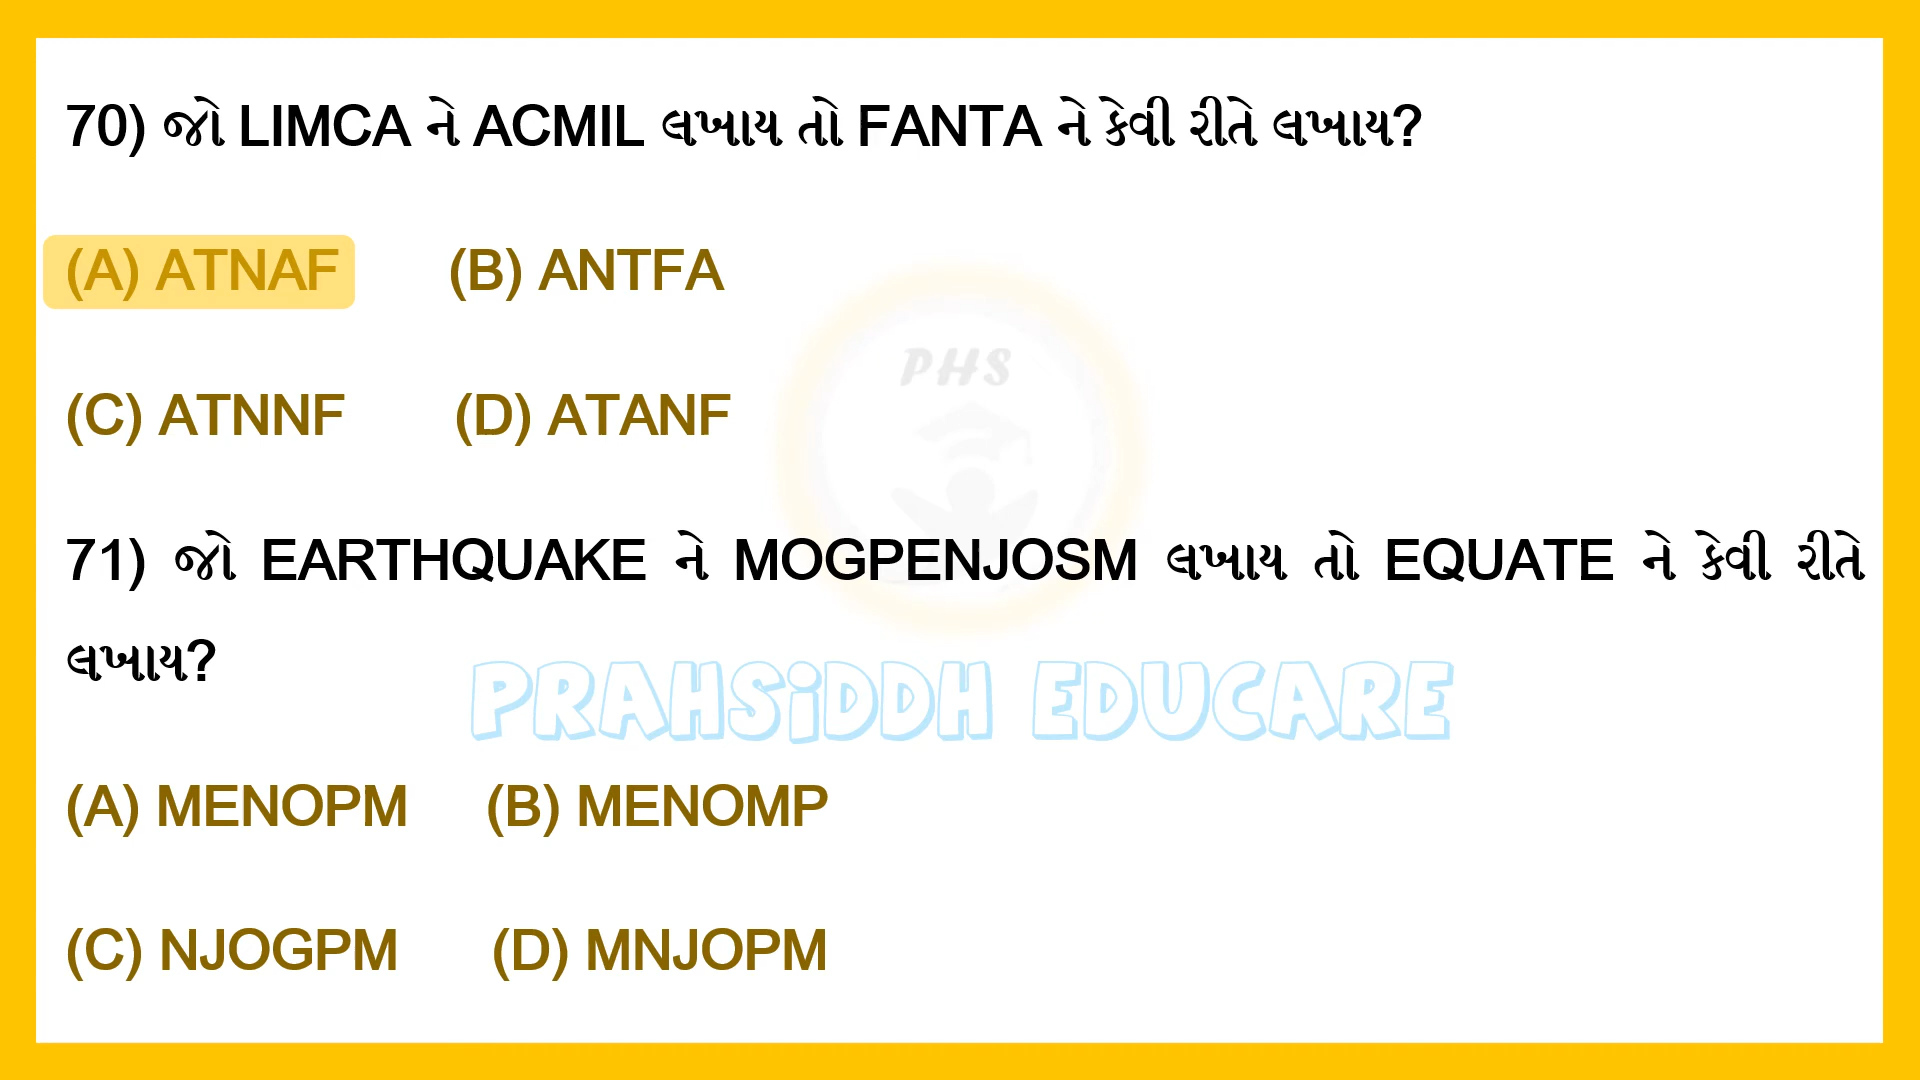 70) જો LIMCA ને ACMIL લખાય તો FANTA ને કેવી રીતે લખાય?
(A) ATNAF (B) ANTFA
PHS
(C) ATNNF (D) ATANF
71) જો EARTHQUAKE ને MOGPENJOSM લખાય તો EQUATE ને કેવી રીતે
લખાય?
PRAHSiDDH EDUCARE
(A) MENOPM (B) MENOMP
(C) NJOGPM (D) MNJOPM